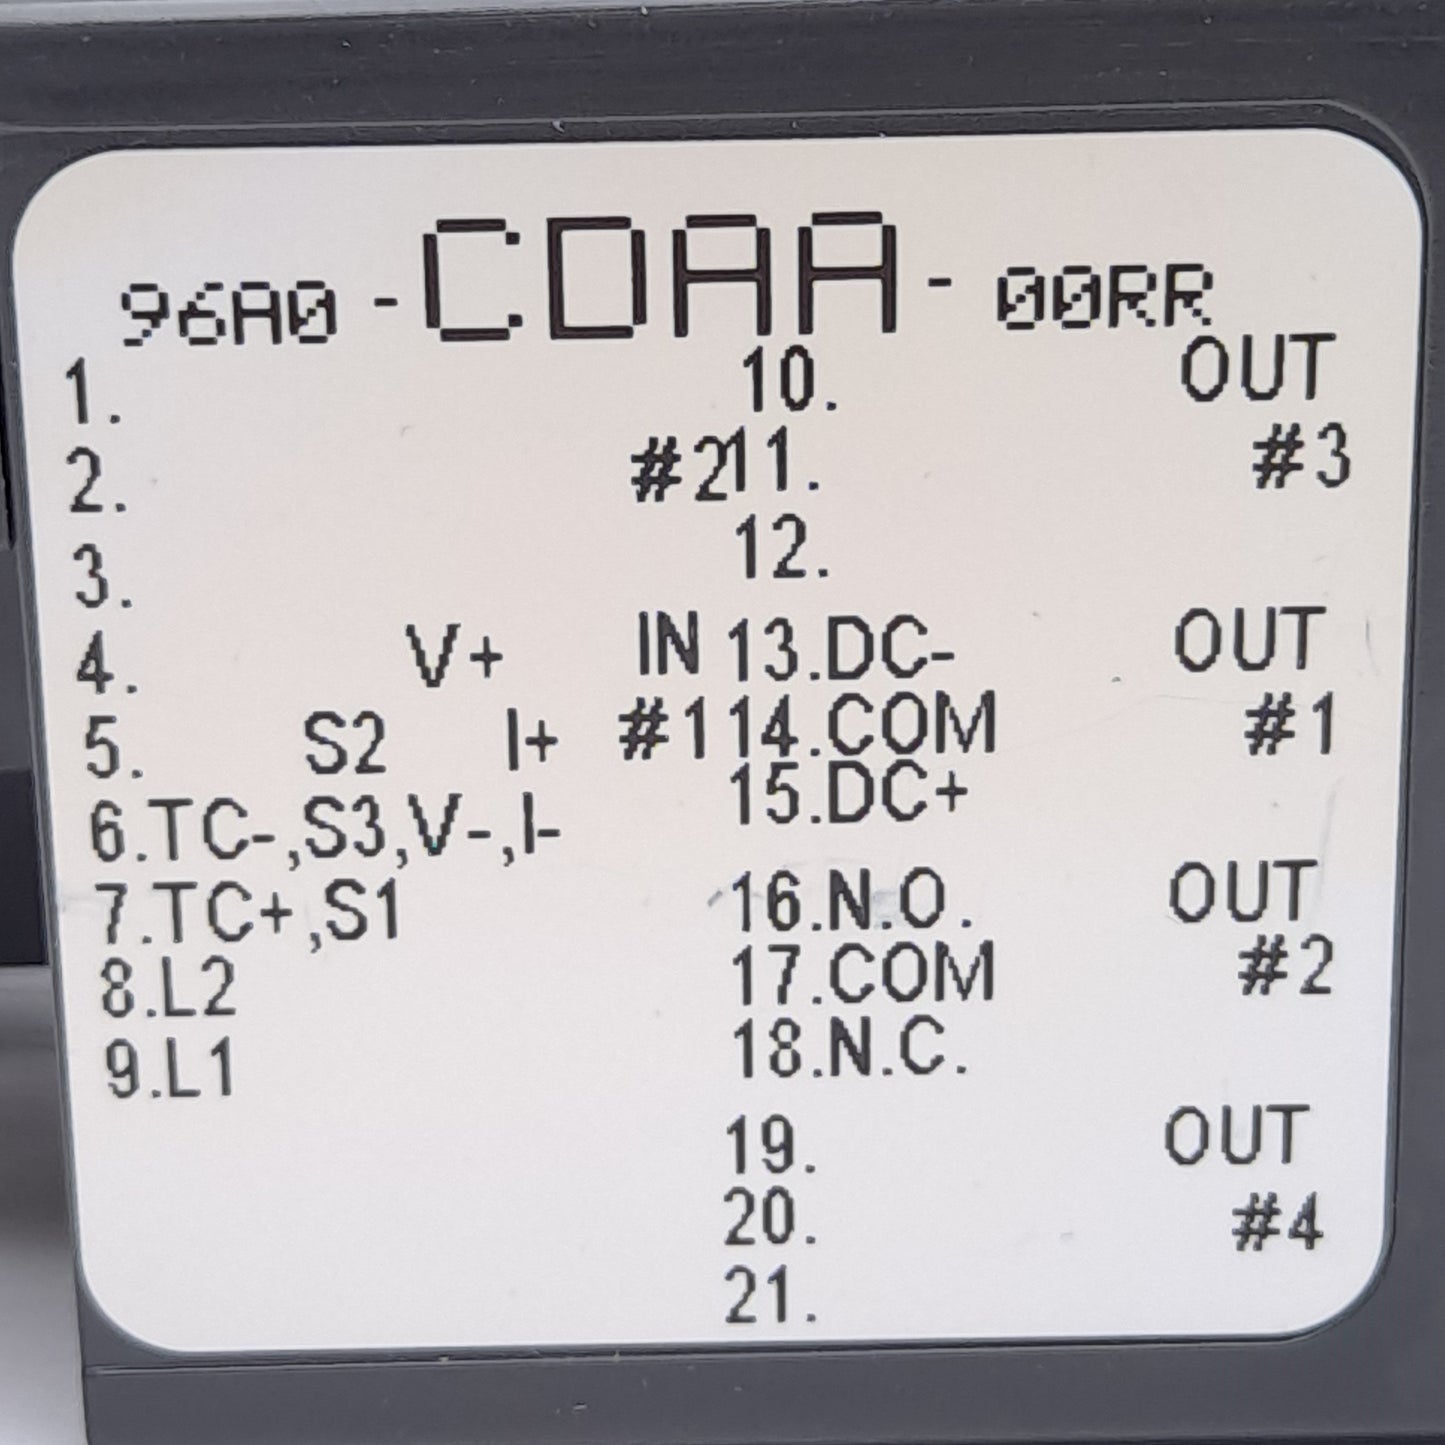 96A0 - CDAA - 00RR
1. 10. OUT
2. #2 11. #3
3. 12.
4. V+ IN 13.DC- OUT
5. S2 I+ #1 14.COM #1
6.TC-,S3,V-,I- 15.DC+
7.TC+,S1 16.N.O. OUT
8.L2 17.COM #2
9.L1 18.N.C.
19. OUT
20. #4
21.